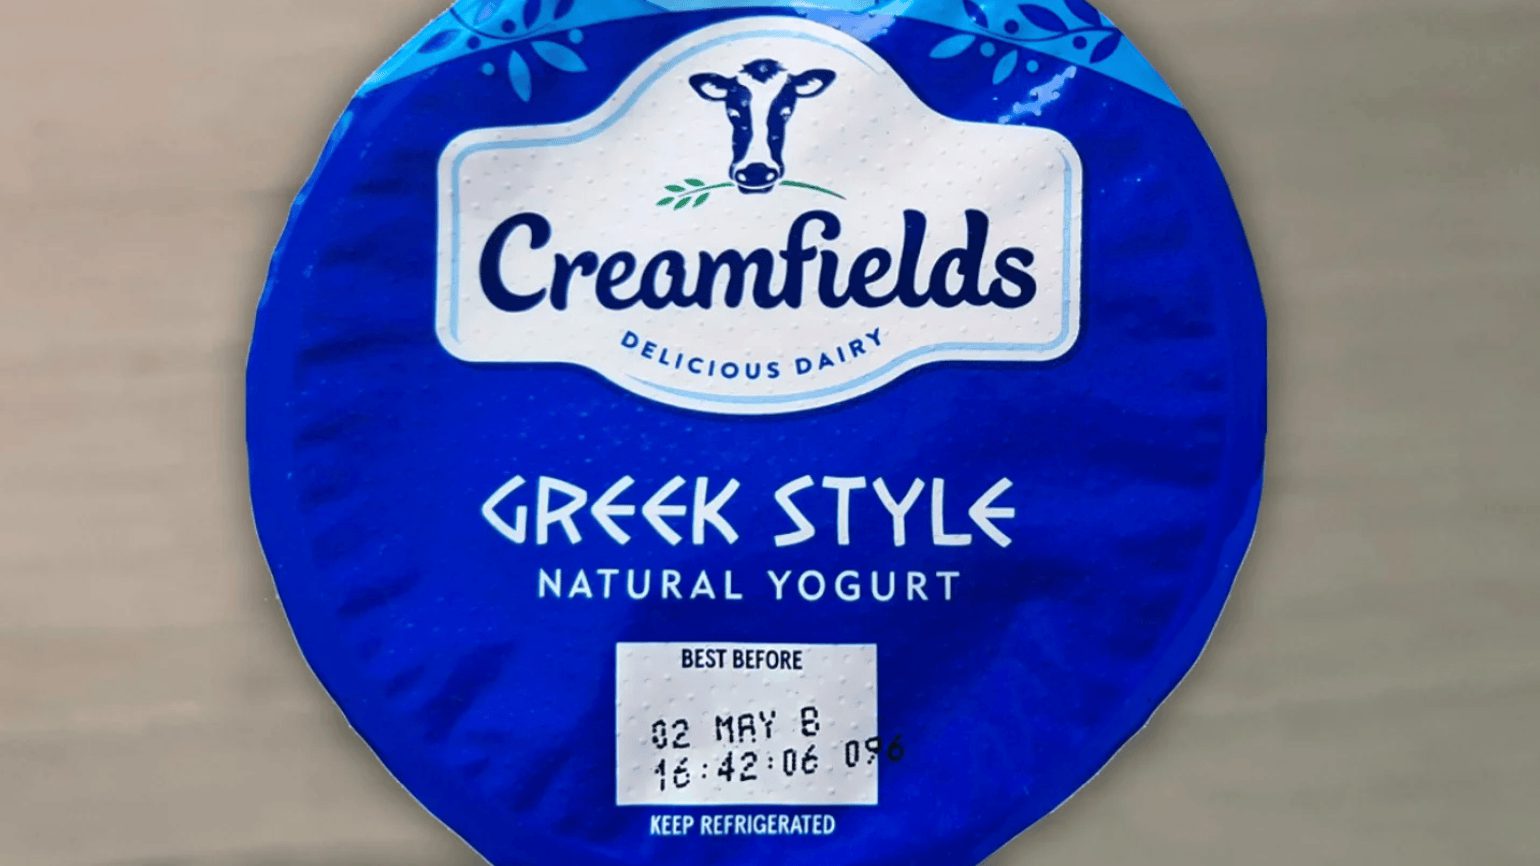 Creamfields
DELICIOUS DAIRY
GREEK STYLE
NATURAL YOGURT
BEST BEFORE
02 MAY B
16:42:06 096
KEEP REFRIGERATED